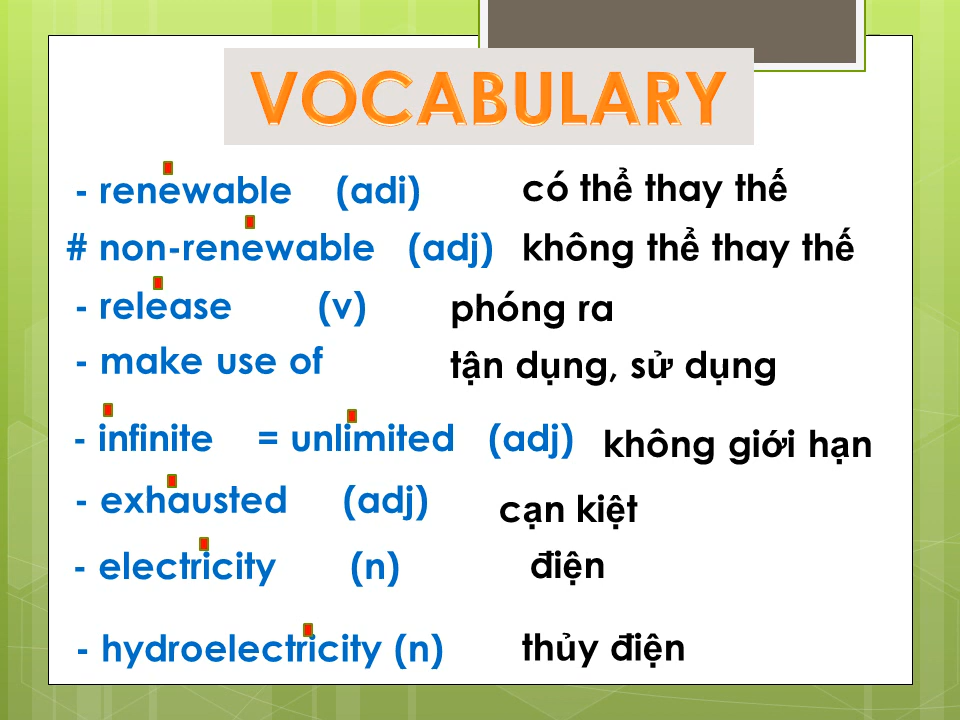 VOCABULARY
- renewable (adi) có thể thay thế
# non-renewable (adj) không thể thay thế
- release (v) phóng ra
- make use of tận dụng, sử dụng
- infinite = unlimited (adj) không giới hạn
- exhausted (adj) cạn kiệt
- electricity (n) điện
- hydroelectricity (n) thủy điện